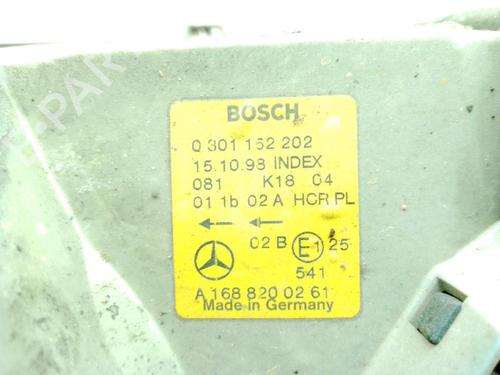 BOSCH
0 301 152 202
15.10.98 INDEX
081 K18 04
01 1b 02 A HCR PL
02 B E1 25
541
A 168 820 02 61
Made in Germany